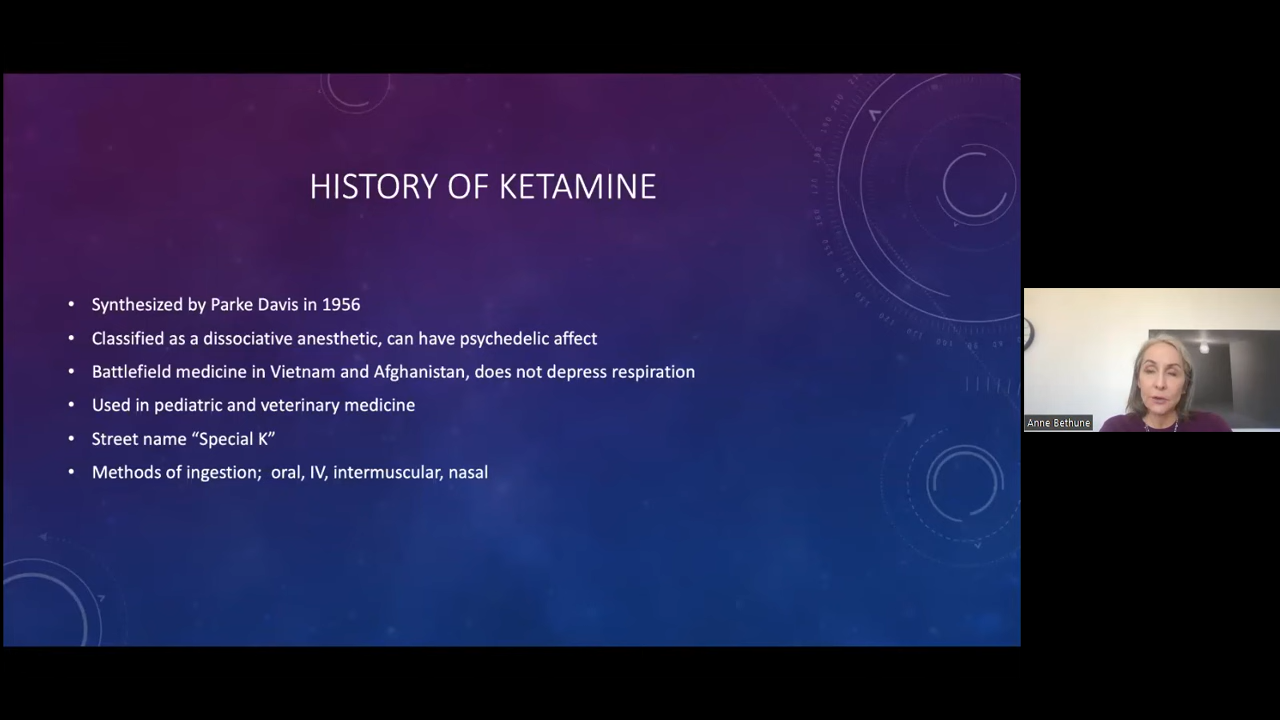 HISTORY OF KETAMINE
• Synthesized by Parke Davis in 1956
• Classified as a dissociative anesthetic, can have psychedelic affect
• Battlefield medicine in Vietnam and Afghanistan, does not depress respiration
• Used in pediatric and veterinary medicine
• Street name “Special K”
• Methods of ingestion;  oral, IV, intermuscular, nasal
Anne Bethune